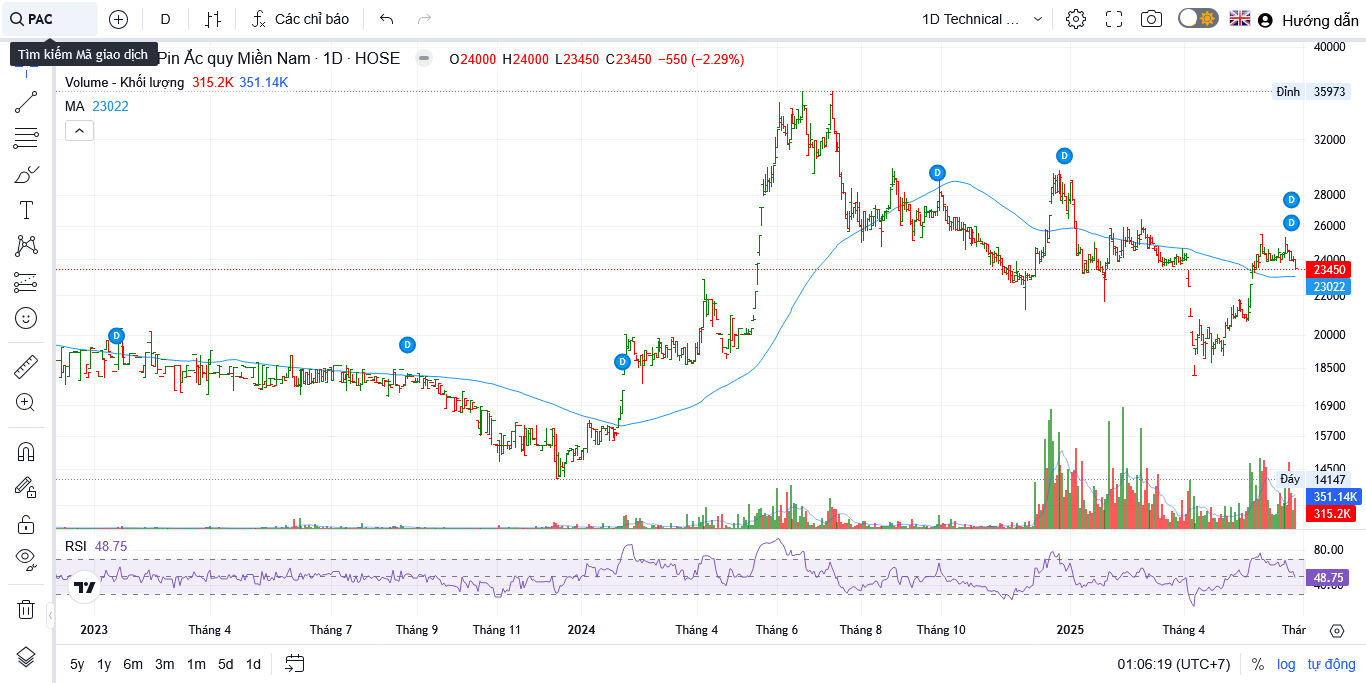 PAC
D
Các chỉ báo
1D Technical ...
Hướng dẫn
Tìm kiếm Mã giao dịch
Pin Ắc quy Miền Nam · 1D · HOSE
O24000 H24000 L23450 C23450 −550 (−2.29%)
Volume - Khối lượng 315.2K 351.14K
MA 23022
40000
Đỉnh 35973
32000
28000
26000
24000
23450
23022
22000
20000
18500
16900
15700
14500
Đáy 14147
351.14K
315.2K
D
D
D
D
D
D
D
RSI 48.75
80.00
48.75
40.00
2023 Tháng 4 Tháng 7 Tháng 9 Tháng 11 2024 Tháng 4 Tháng 6 Tháng 8 Tháng 10 2025 Tháng 4 Thár
5y 1y 6m 3m 1m 5d 1d
01:06:19 (UTC+7) % log tự động